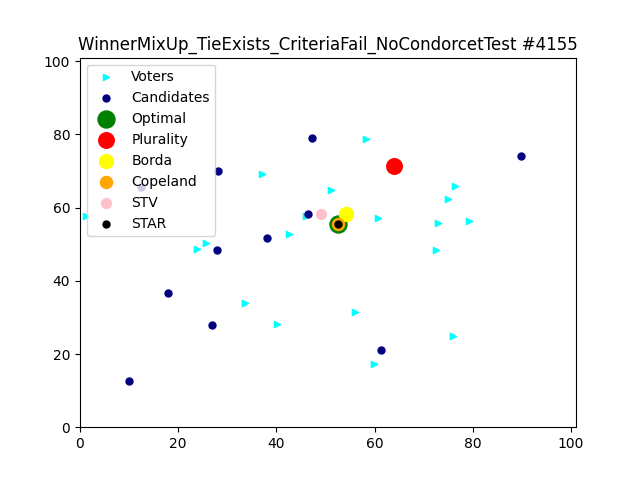 WinnerMixUp_TieExists_CriteriaFail_NoCondorcetTest #4155
100
80
60
40
20
0
Voters
Candidates
Optimal
Plurality
Borda
Copeland
STV
STAR
0 20 40 60 80 100